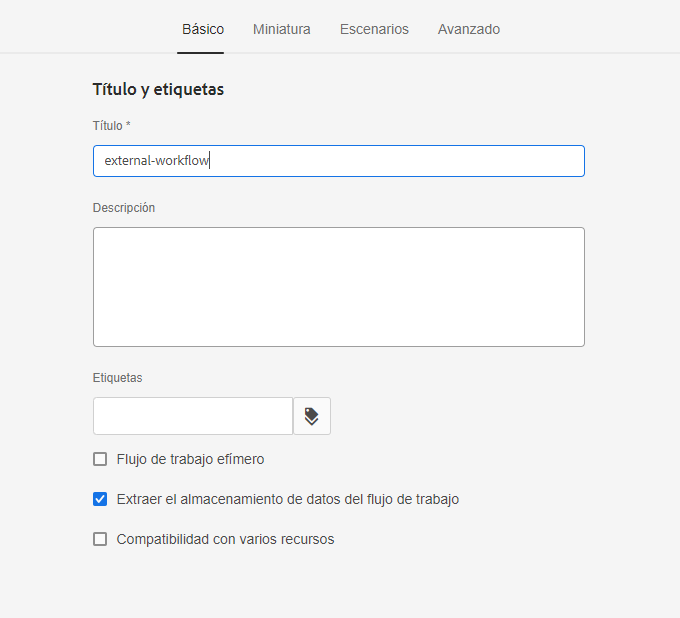 Básico Miniatura Escenarios Avanzado
Título y etiquetas
Título *
external-workflow
Descripción
Etiquetas
Flujo de trabajo efímero
Extraer el almacenamiento de datos del flujo de trabajo
Compatibilidad con varios recursos